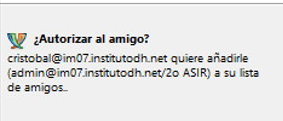 ¿Autorizar al amigo?
cristobal@im07.institutodh.net quiere añadirle
(admin@im07.institutodh.net/2o ASIR) a su lista
de amigos..